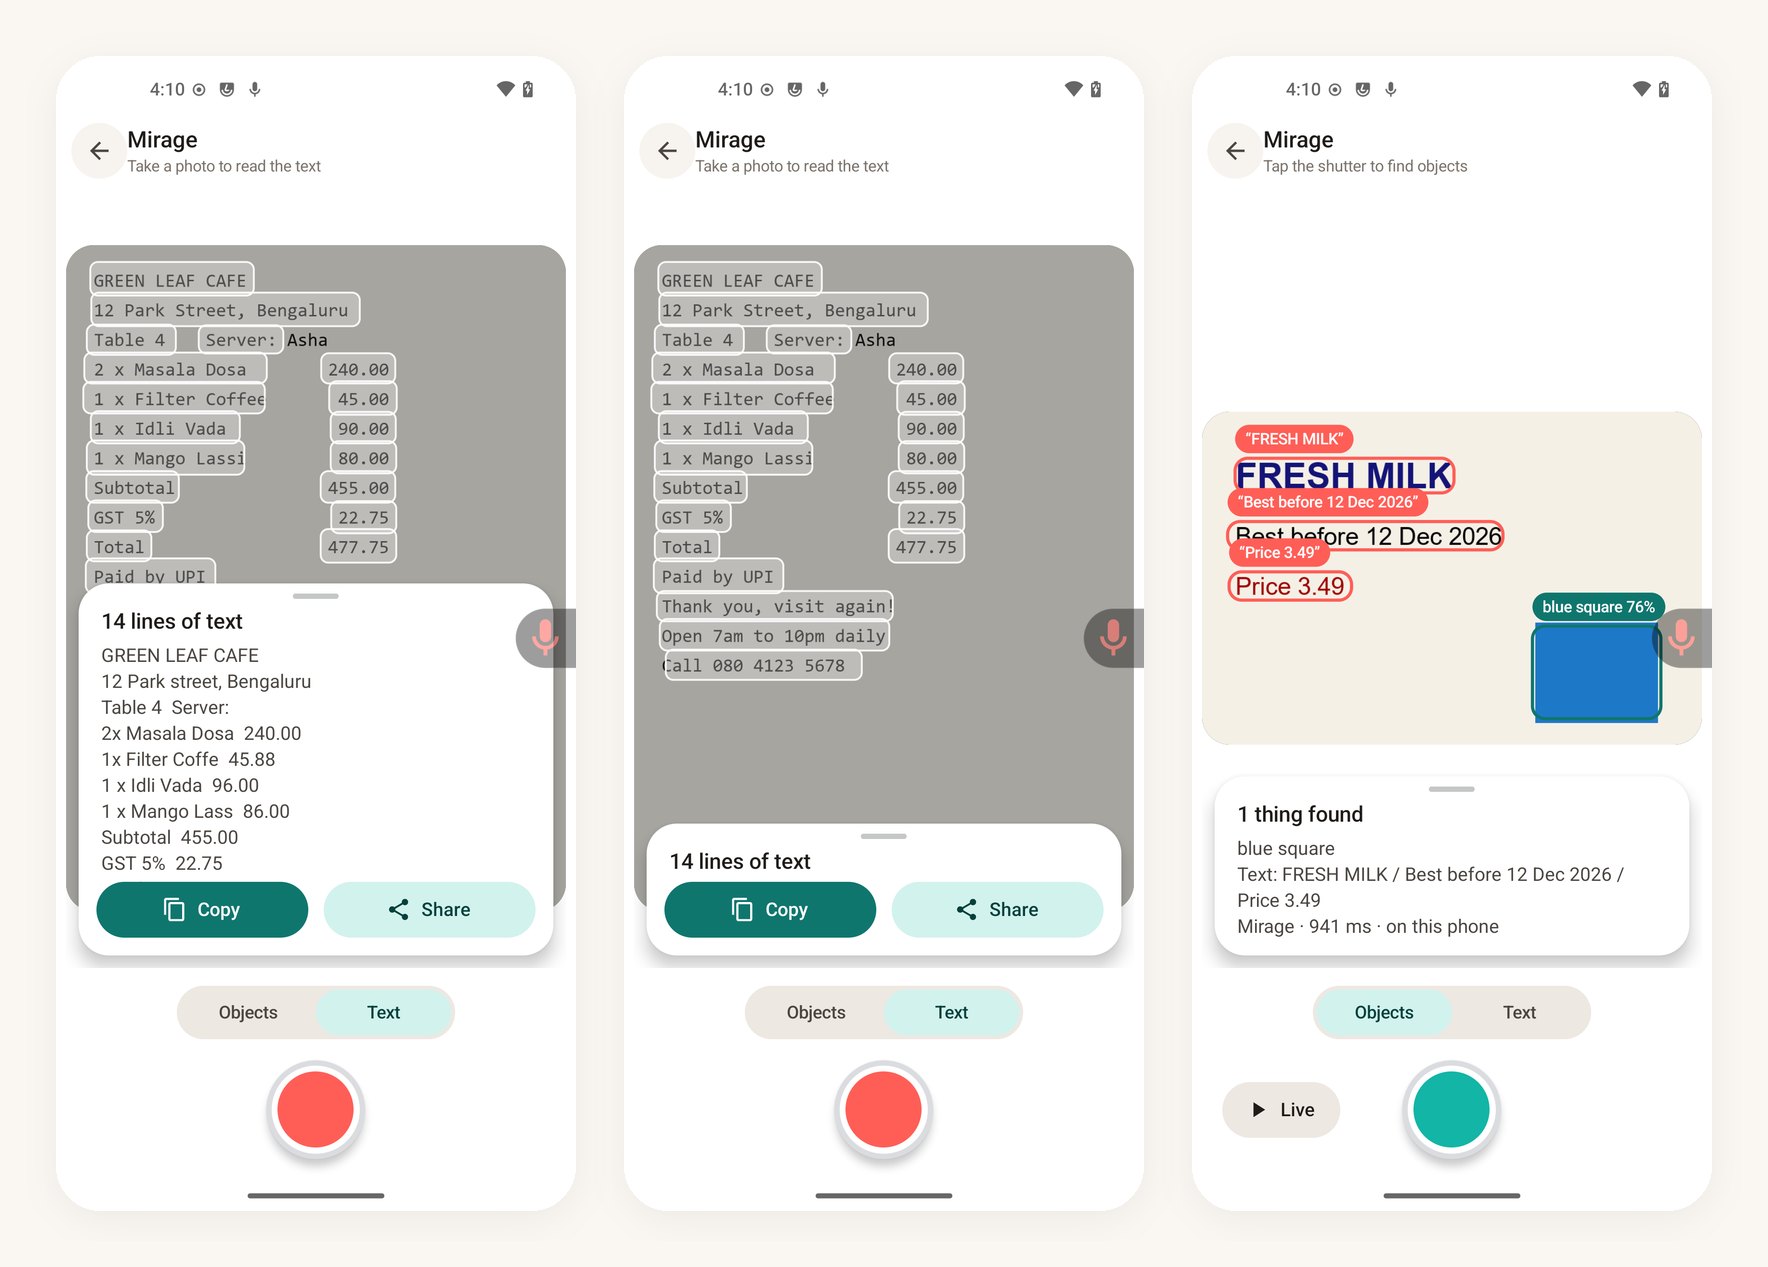 4:10
Mirage
Take a photo to read the text
GREEN LEAF CAFE
12 Park Street, Bengaluru
Table 4 Server: Asha
2 x Masala Dosa 240.00
1 x Filter Coffee 45.00
1 x Idli Vada 90.00
1 x Mango Lassi 80.00
Subtotal 455.00
GST 5% 22.75
Total 477.75
Paid by UPI
14 lines of text
GREEN LEAF CAFE
12 Park street, Bengaluru
Table 4 Server:
2x Masala Dosa 240.00
1x Filter Coffe 45.88
1 x Idli Vada 96.00
1 x Mango Lass 86.00
Subtotal 455.00
GST 5% 22.75
Copy Share
Objects Text
4:10
Mirage
Take a photo to read the text
GREEN LEAF CAFE
12 Park Street, Bengaluru
Table 4 Server: Asha
2 x Masala Dosa 240.00
1 x Filter Coffee 45.00
1 x Idli Vada 90.00
1 x Mango Lassi 80.00
Subtotal 455.00
GST 5% 22.75
Total 477.75
Paid by UPI
Thank you, visit again!
Open 7am to 10pm daily
Call 080 4123 5678
14 lines of text
Copy Share
Objects Text
4:10
Mirage
Tap the shutter to find objects
“FRESH MILK”
FRESH MILK
“Best before 12 Dec 2026”
Best before 12 Dec 2026
“Price 3.49”
Price 3.49
blue square 76%
1 thing found
blue square
Text: FRESH MILK / Best before 12 Dec 2026 /
Price 3.49
Mirage · 941 ms · on this phone
Objects Text
Live